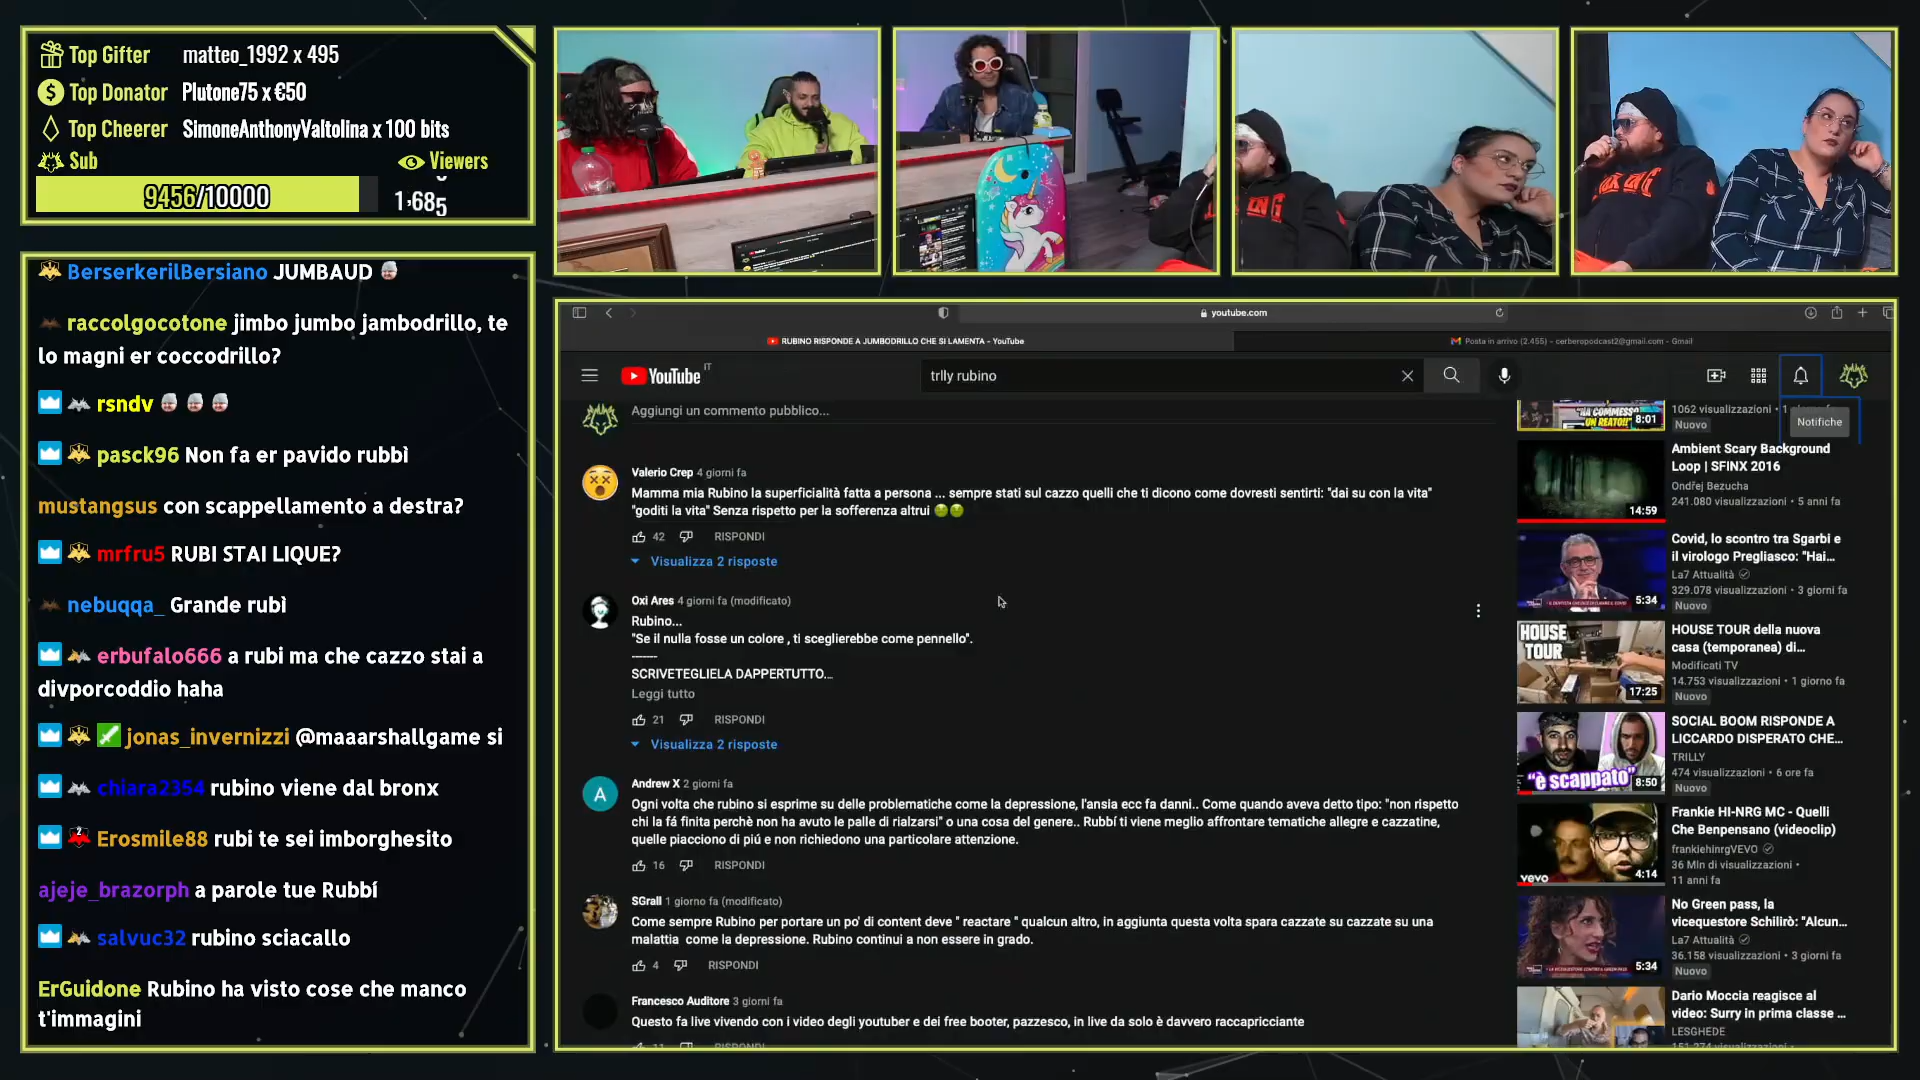 Top Gifter matteo_1992 x 495
Top Donator Plutone75 x €50
Top Cheerer SimoneAnthonyValtolina x 100 bits
Sub Viewers
9456/10000 1,685
BerserkerilBersiano JUMBAUD
raccolgocotone jimbo jumbo jambodrillo, te
lo magni er coccodrillo?
rsndv
pasck96 Non fa er pavido rubbì
mustangsus con scappellamento a destra?
mrfru5 RUBI STAI LIQUE?
nebuqqa_ Grande rubì
erbufalo666 a rubi ma che cazzo stai a
divporcoddio haha
jonas_invernizzi @maaarshallgame si
chiara2354 rubino viene dal bronx
Erosmile88 rubi te sei imborghesito
ajeje_brazorph a parole tue Rubbí
salvuc32 rubino sciacallo
ErGuidone Rubino ha visto cose che manco
t'immagini
youtube.com
RUBINO RISPONDE A JUMBODRILLO CHE SI LAMENTA - YouTube
Posta in arrivo (2.455) - cerberopodcast2@gmail.com - Gmail
YouTube IT
trlly rubino
Notifiche
Aggiungi un commento pubblico...
Valerio Crep 4 giorni fa
Mamma mia Rubino la superficialità fatta a persona ... sempre stati sul cazzo quelli che ti dicono come dovresti sentirti: "dai su con la vita"
"goditi la vita" Senza rispetto per la sofferenza altrui
42 RISPONDI
Visualizza 2 risposte
Oxi Ares 4 giorni fa (modificato)
Rubino...
"Se il nulla fosse un colore , ti sceglierebbe come pennello".
-------
SCRIVETEGLIELA DAPPERTUTTO...
Leggi tutto
21 RISPONDI
Visualizza 2 risposte
A
Andrew X 2 giorni fa
Ogni volta che rubino si esprime su delle problematiche come la depressione, l'ansia ecc fa danni.. Come quando aveva detto tipo: "non rispetto
chi la fá finita perchè non ha avuto le palle di rialzarsi" o una cosa del genere.. Rubbí ti viene meglio affrontare tematiche allegre e cazzatine,
quelle piacciono di piú e non richiedono una particolare attenzione.
16 RISPONDI
SGrall 1 giorno fa (modificato)
Come sempre Rubino per portare un po' di content deve " reactare " qualcun altro, in aggiunta questa volta spara cazzate su cazzate su una
malattia come la depressione. Rubino continui a non essere in grado.
4 RISPONDI
Francesco Auditore 3 giorni fa
Questo fa live vivendo con i video degli youtuber e dei free booter, pazzesco, in live da solo è davvero raccapricciante
11 RISPONDI
"HA COMMESSO
UN REATO!!"
8:01
1062 visualizzazioni •
Nuovo
14:59
Ambient Scary Background
Loop | SFINX 2016
Ondřej Bezucha
241.080 visualizzazioni • 5 anni fa
5:34
Covid, lo scontro tra Sgarbi e
il virologo Pregliasco: "Hai...
La7 Attualità
329.078 visualizzazioni • 3 giorni fa
Nuovo
HOUSE
TOUR
17:25
HOUSE TOUR della nuova
casa (temporanea) di...
Modificati TV
14.753 visualizzazioni • 1 giorno fa
Nuovo
"è scappato"
8:50
SOCIAL BOOM RISPONDE A
LICCARDO DISPERATO CHE...
TRILLY
474 visualizzazioni • 6 ore fa
Nuovo
vevo
4:14
Frankie HI-NRG MC - Quelli
Che Benpensano (videoclip)
frankiehinrgVEVO
36 Mln di visualizzazioni •
11 anni fa
5:34
No Green pass, la
vicequestore Schilirò: "Alcun...
La7 Attualità
36.158 visualizzazioni • 3 giorni fa
Nuovo
Dario Moccia reagisce al
video: Surry in prima classe ...
LESGHEDE